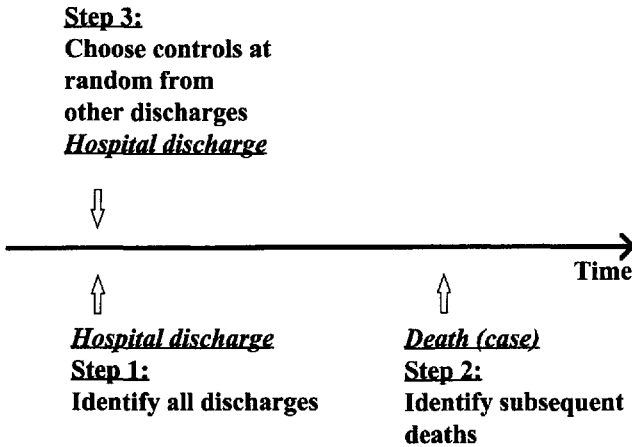 Step 3:
Choose controls at
random from
other discharges
Hospital discharge
Time
Hospital discharge
Step 1:
Identify all discharges
Death (case)
Step 2:
Identify subsequent
deaths